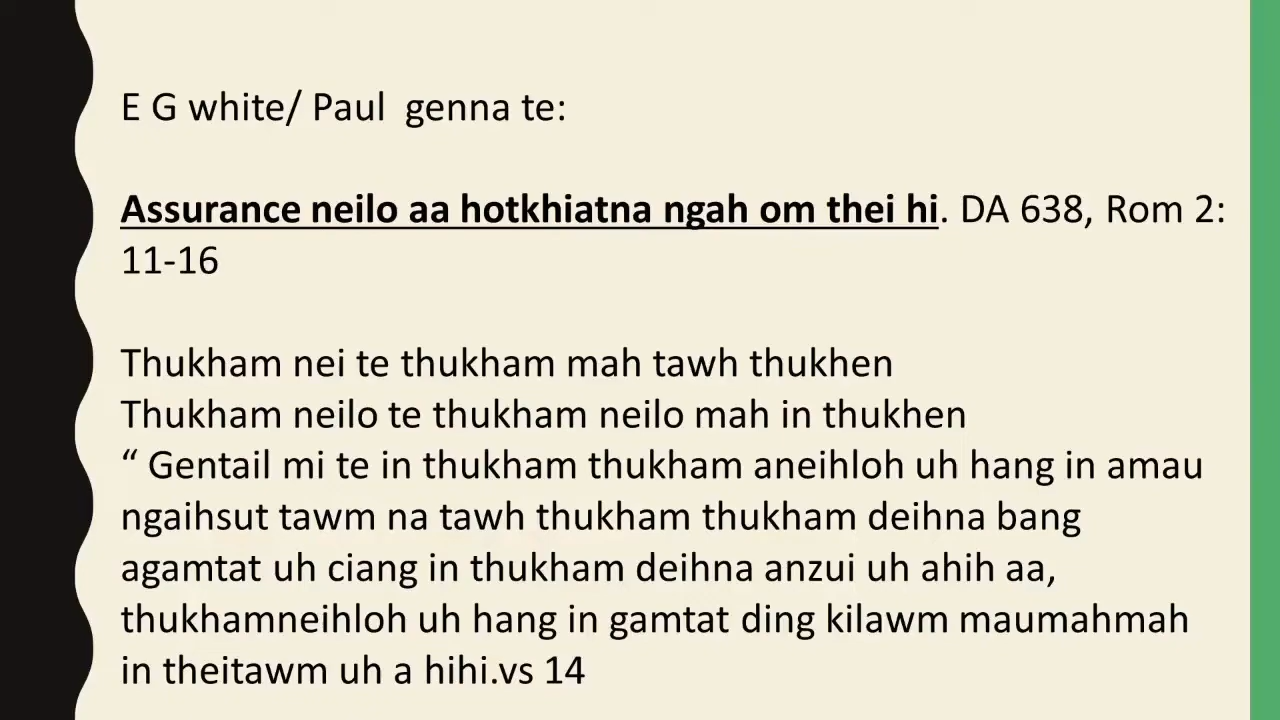 E G white/ Paul  genna te:
Assurance neilo aa hotkhiatna ngah om thei hi. DA 638, Rom 2:
11-16
Thukham nei te thukham mah tawh thukhen
Thukham neilo te thukham neilo mah in thukhen
“ Gentail mi te in thukham thukham aneihloh uh hang in amau
ngaihsut tawm na tawh thukham thukham deihna bang
agamtat uh ciang in thukham deihna anzui uh ahih aa,
thukhamneihloh uh hang in gamtat ding kilawm maumahmah
in theitawm uh a hihi.vs 14